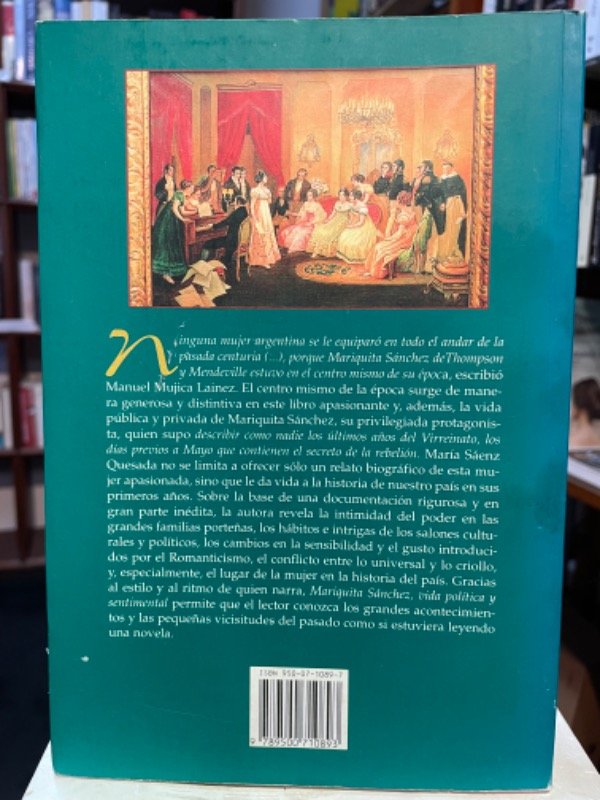 Ninguna mujer argentina se le equiparó en todo el andar de la
pasada centuria (...), porque Mariquita Sánchez de Thompson
y Mendeville estuvo en el centro mismo de su época, escribió
Manuel Mujica Lainez. El centro mismo de la época surge de mane-
ra generosa y distintiva en este libro apasionante y, además, la vida
pública y privada de Mariquita Sánchez, su privilegiada protagonis-
ta, quien supo describir como nadie los últimos años del Virreinato, los
días previos a Mayo que contienen el secreto de la rebelión. María Sáenz
Quesada no se limita a ofrecer sólo un relato biográfico de esta mu-
jer apasionada, sino que le da vida a la historia de nuestro país en sus
primeros años. Sobre la base de una documentación rigurosa y en
gran parte inédita, la autora revela la intimidad del poder en las
grandes familias porteñas, los hábitos e intrigas de los salones cultu-
rales y políticos, los cambios en la sensibilidad y el gusto introduci-
dos por el Romanticismo, el conflicto entre lo universal y lo criollo,
y, especialmente, el lugar de la mujer en la historia del país. Gracias
al estilo y al ritmo de quien narra, Mariquita Sánchez, vida política y
sentimental permite que el lector conozca los grandes acontecimien-
tos y las pequeñas vicisitudes del pasado como si estuviera leyendo
una novela.
ISBN 950-07-1089-7
9 789500 710893